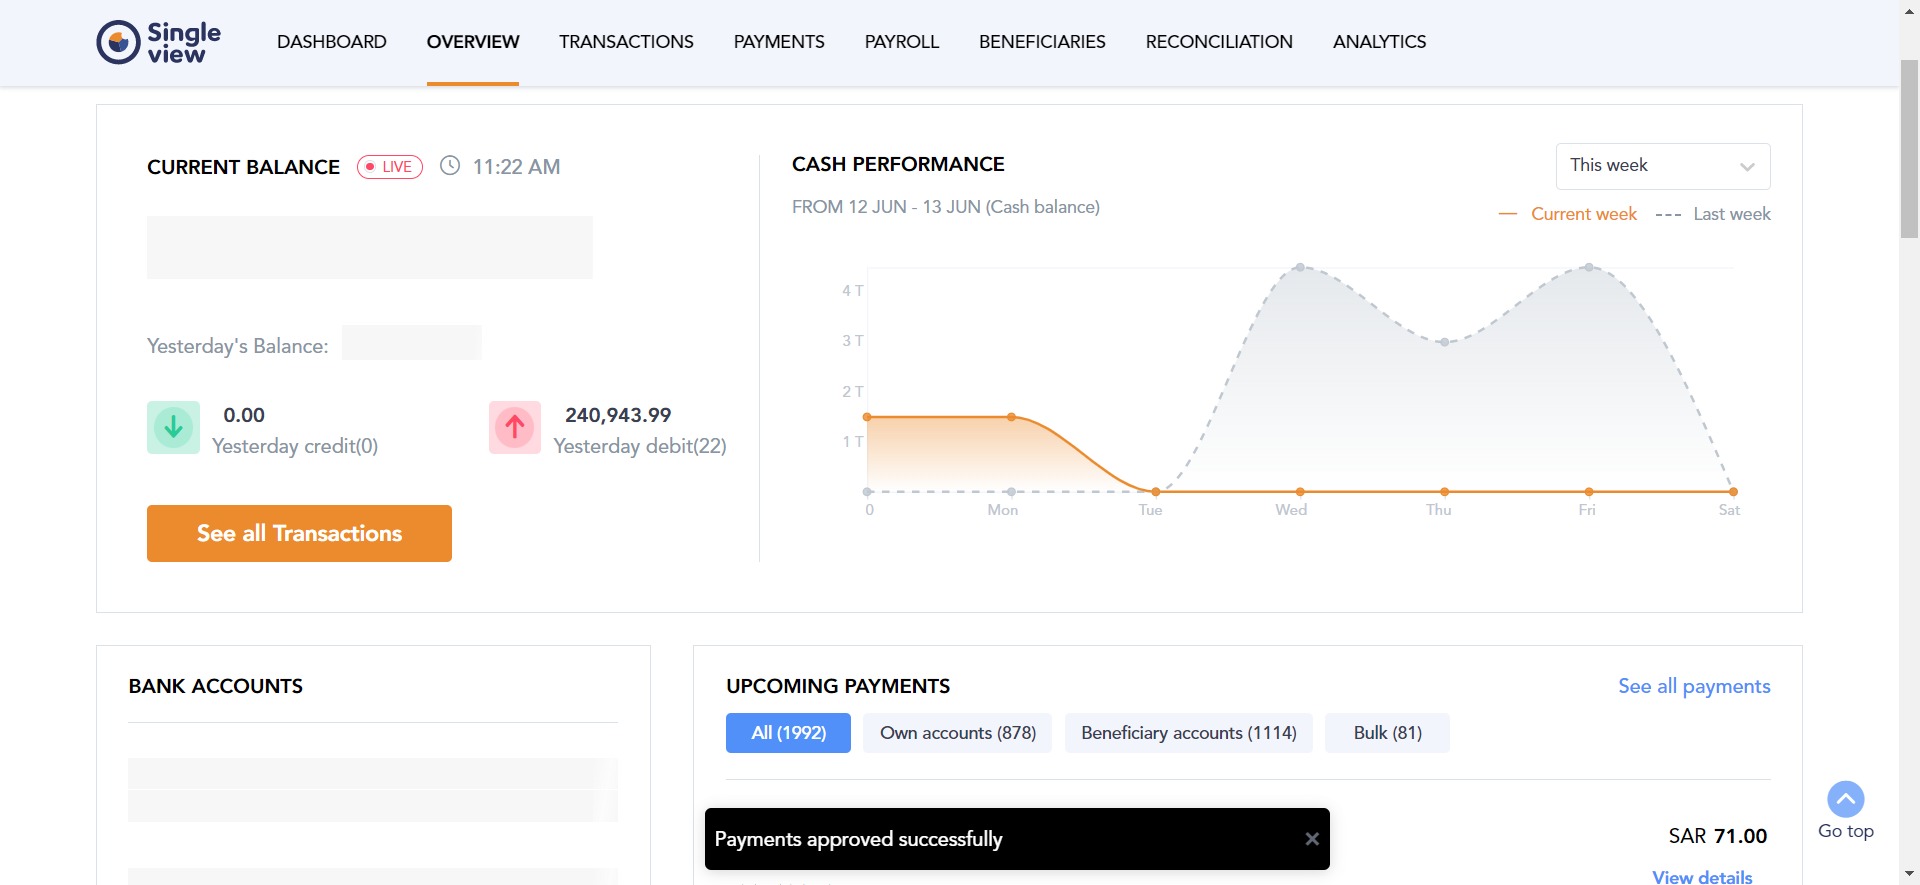 Single view
DASHBOARD
OVERVIEW
TRANSACTIONS
PAYMENTS
PAYROLL
BENEFICIARIES
RECONCILIATION
ANALYTICS
CURRENT BALANCE
LIVE
11:22 AM
Yesterday's Balance:
0.00
Yesterday credit(0)
240,943.99
Yesterday debit(22)
See all Transactions
CASH PERFORMANCE
This week
FROM 12 JUN - 13 JUN (Cash balance)
Current week
Last week
4 T
3 T
2 T
1 T
0
Mon
Tue
Wed
Thu
Fri
Sat
BANK ACCOUNTS
UPCOMING PAYMENTS
See all payments
All (1992)
Own accounts (878)
Beneficiary accounts (1114)
Bulk (81)
Payments approved successfully
SAR 71.00
View details
Go top